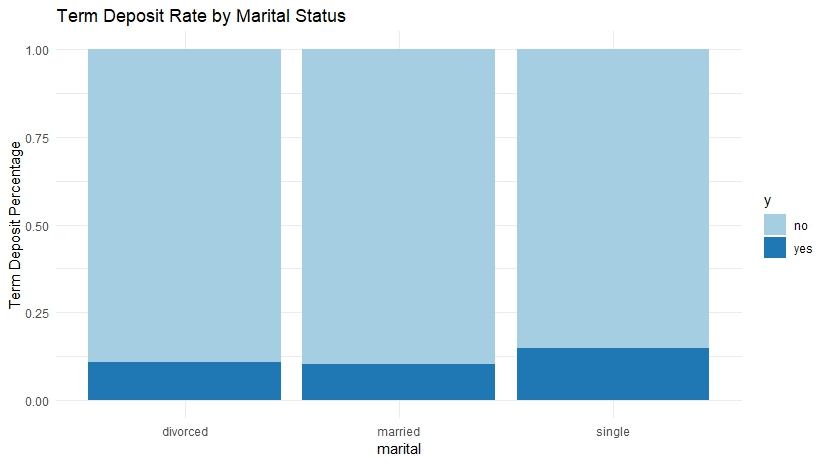 Term Deposit Rate by Marital Status
Term Deposit Percentage
1.00
0.75
0.50
0.25
0.00
divorced married single
marital
y
no
yes